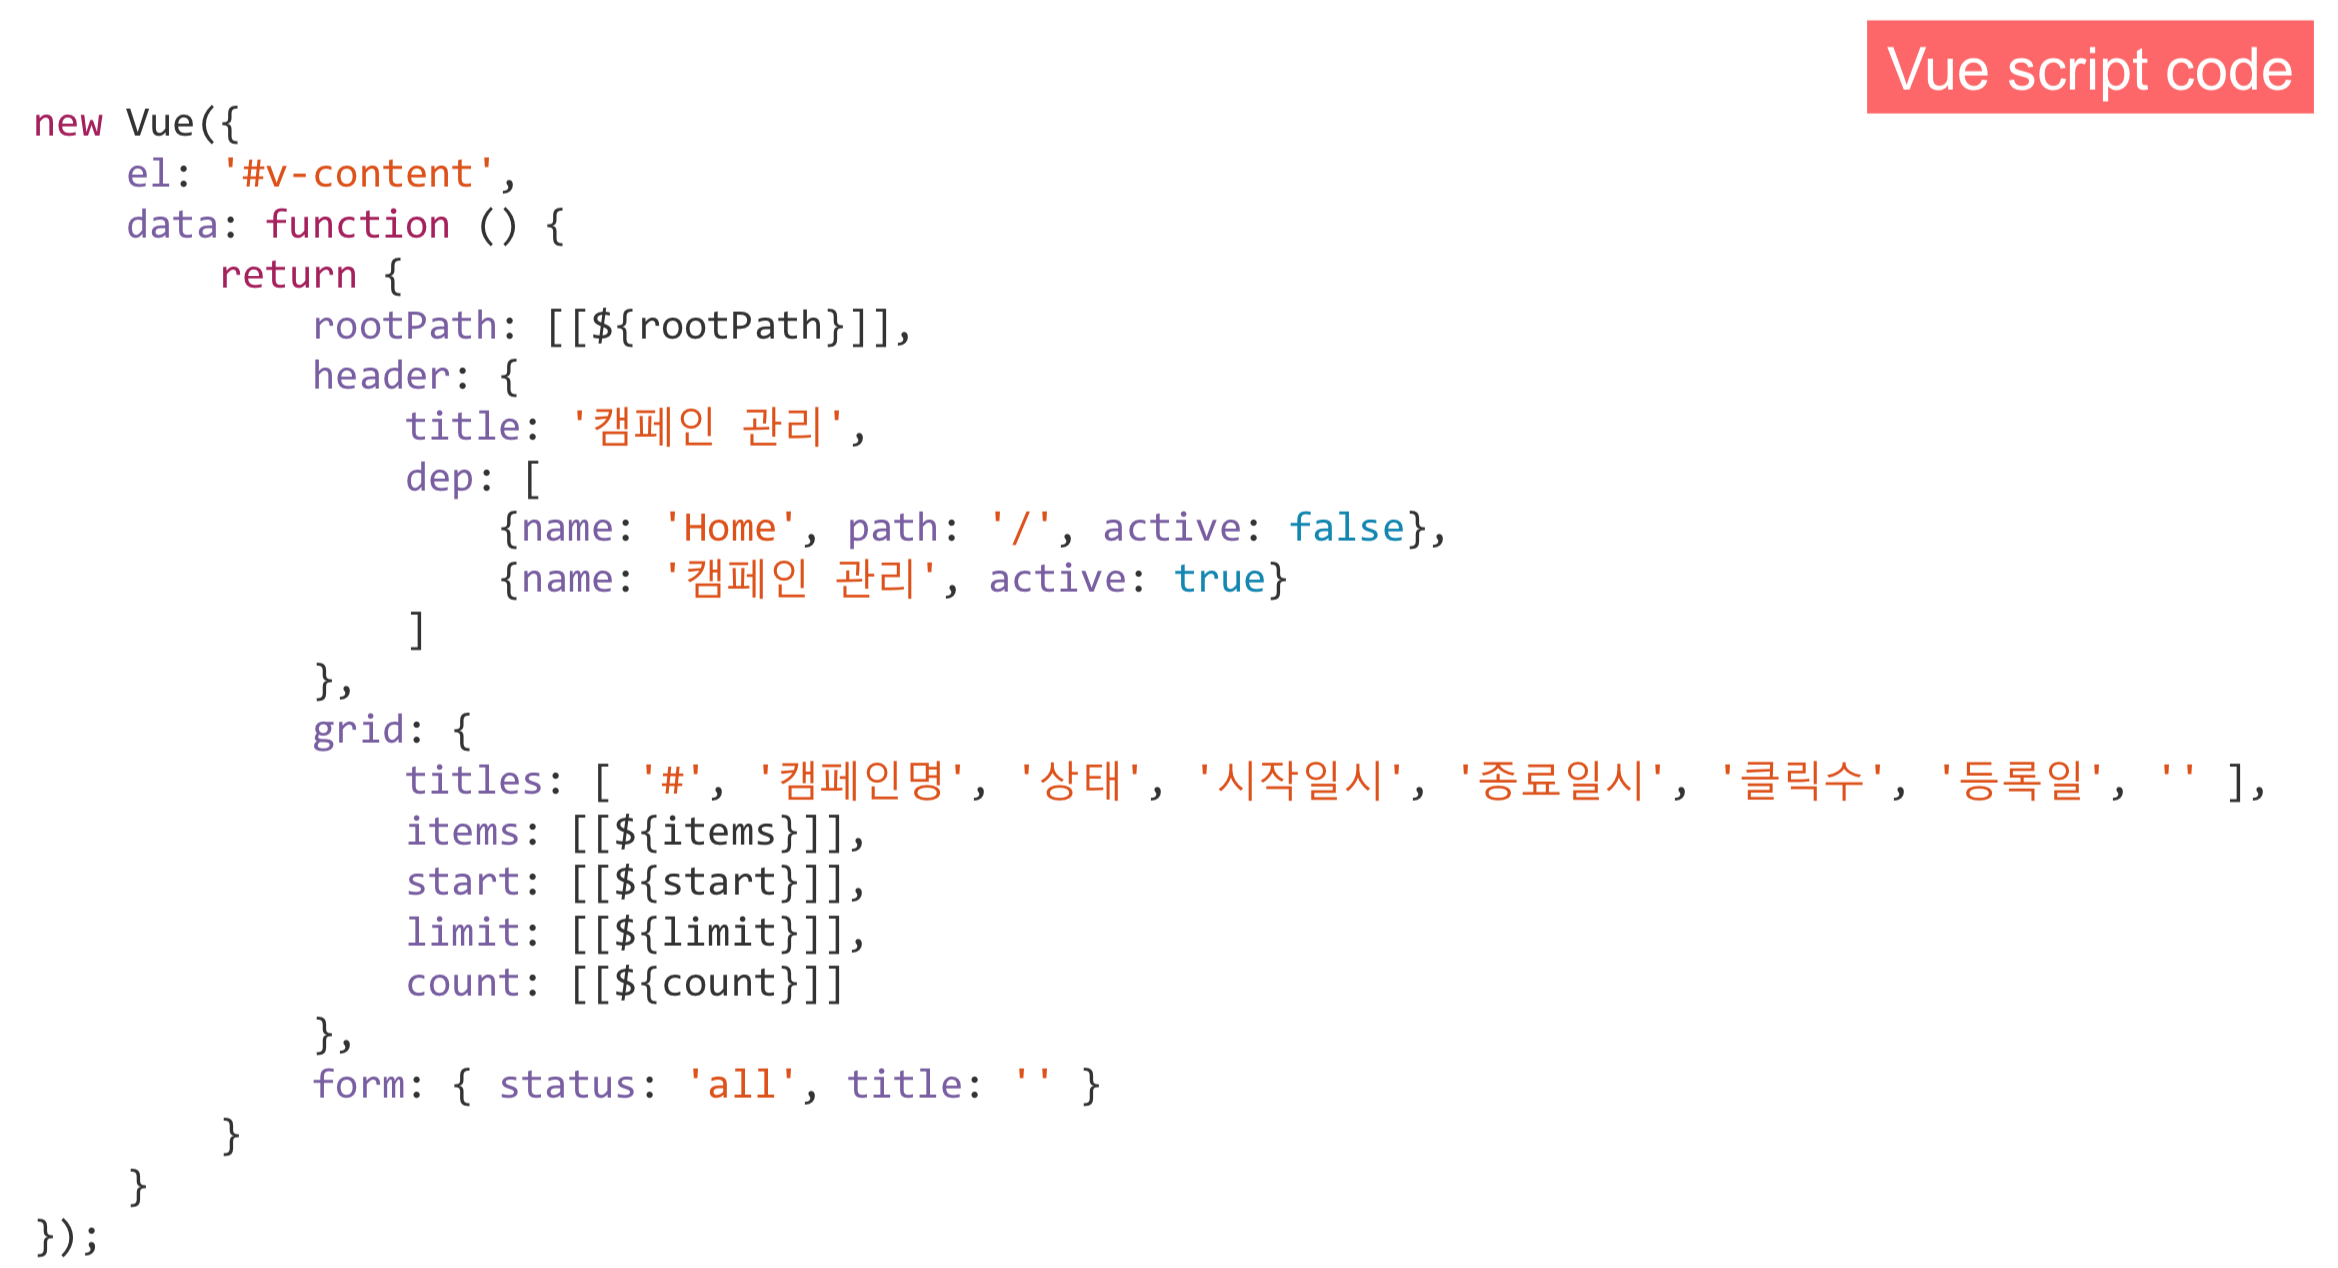 Vue script code
new Vue({
    el: '#v-content',
    data: function () {
        return {
            rootPath: [[${rootPath}]],
            header: {
                title: '캠페인 관리',
                dep: [
                    {name: 'Home', path: '/', active: false},
                    {name: '캠페인 관리', active: true}
                ]
            },
            grid: {
                titles: [ '#', '캠페인명', '상태', '시작일시', '종료일시', '클릭수', '등록일', '' ],
                items: [[${items}]],
                start: [[${start}]],
                limit: [[${limit}]],
                count: [[${count}]]
            },
            form: { status: 'all', title: '' }
        }
    }
});